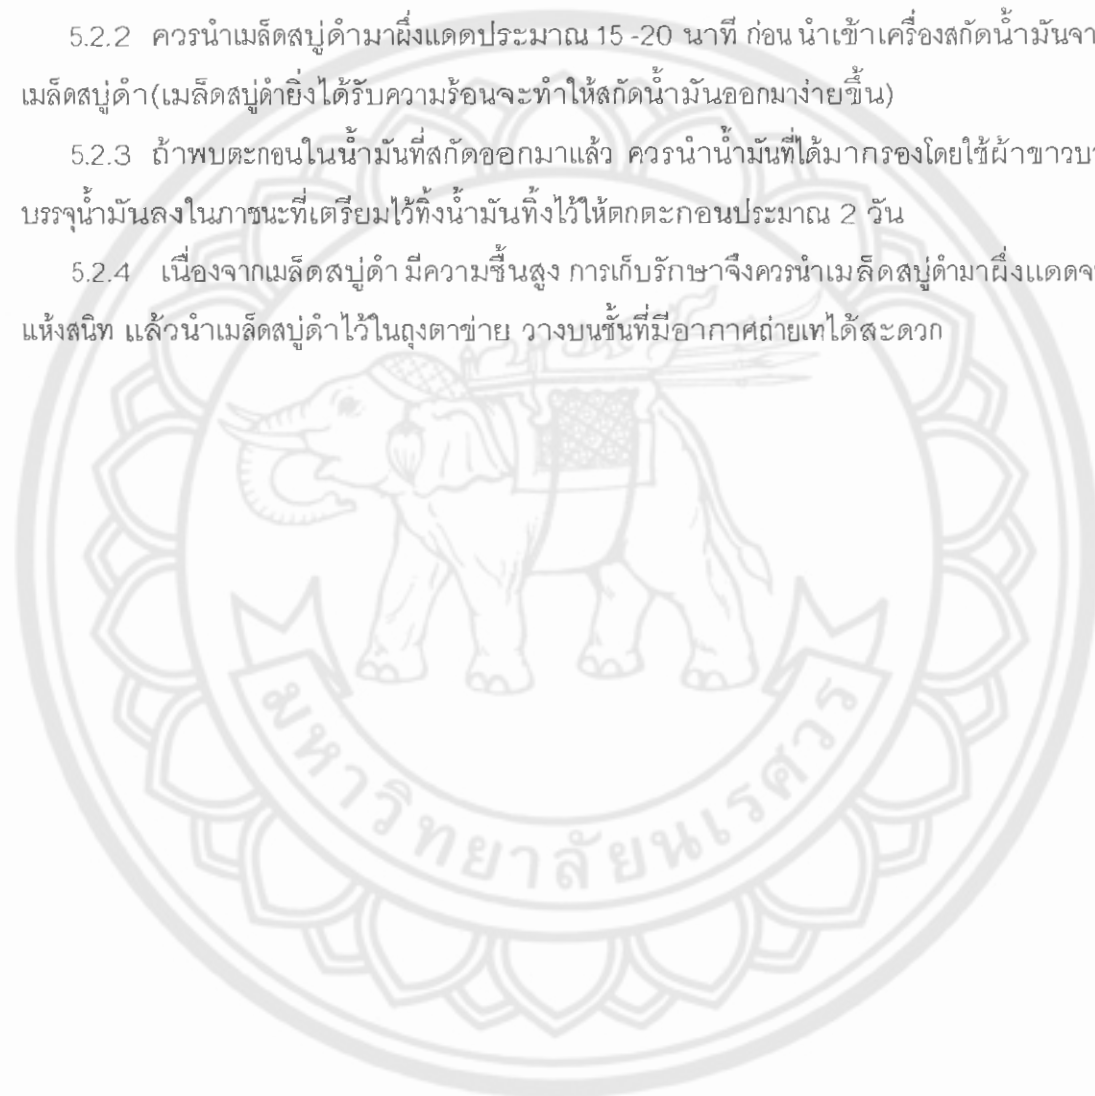 5.2.2 ควรนำเมล็ดสบู่ดำมาผึ่งแดดประมาณ 15 -20 นาที ก่อน นำเข้าเครื่องสกัดน้ำมันจา
เมล็ดสบู่ดำ(เมล็ดสบู่ดำยิ่งได้รับความร้อนจะทำให้สกัดน้ำมันออกมาง่ายขึ้น)
5.2.3 ถ้าพบตะกอนในน้ำมันที่สกัดออกมาแล้ว ควรนำน้ำมันที่ได้มากรองโดยใช้ผ้าขาวบา
บรรจุน้ำมันลงในภาชนะที่เตรียมไว้ทิ้งน้ำมันทิ้งไว้ให้ตกตะกอนประมาณ 2 วัน
5.2.4 เนื่องจากเมล็ดสบู่ดำ มีความชื้นสูง การเก็บรักษาจึงควรนำเมล็ดสบู่ดำมาผึ่งแดดจ
แห้งสนิท แล้วนำเมล็ดสบู่ดำไว้ในถุงตาข่าย วางบนชั้นที่มีอากาศถ่ายเทได้สะดวก
มหาวิทยาลัยนเรศวร